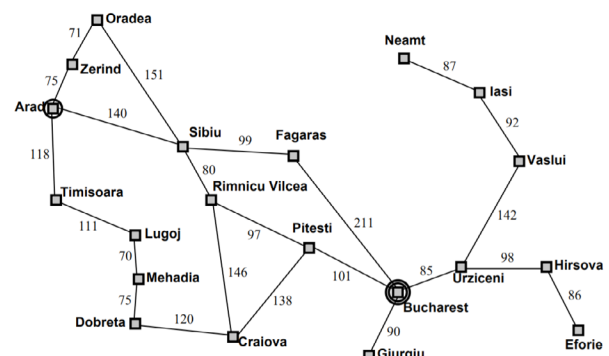 Oradea
71
Neamt
87
Zerind
75
151
Iasi
Arad
140
92
Sibiu
99
Fagaras
118
80
Vaslui
Timisoara
Rimnicu Vilcea
111
211
142
97
Pitesti
Lugoj
70
146
101
85
98
Hirsova
Mehadia
Urziceni
75
138
86
Bucharest
Dobreta
120
90
Craiova
Eforie
Giurgiu